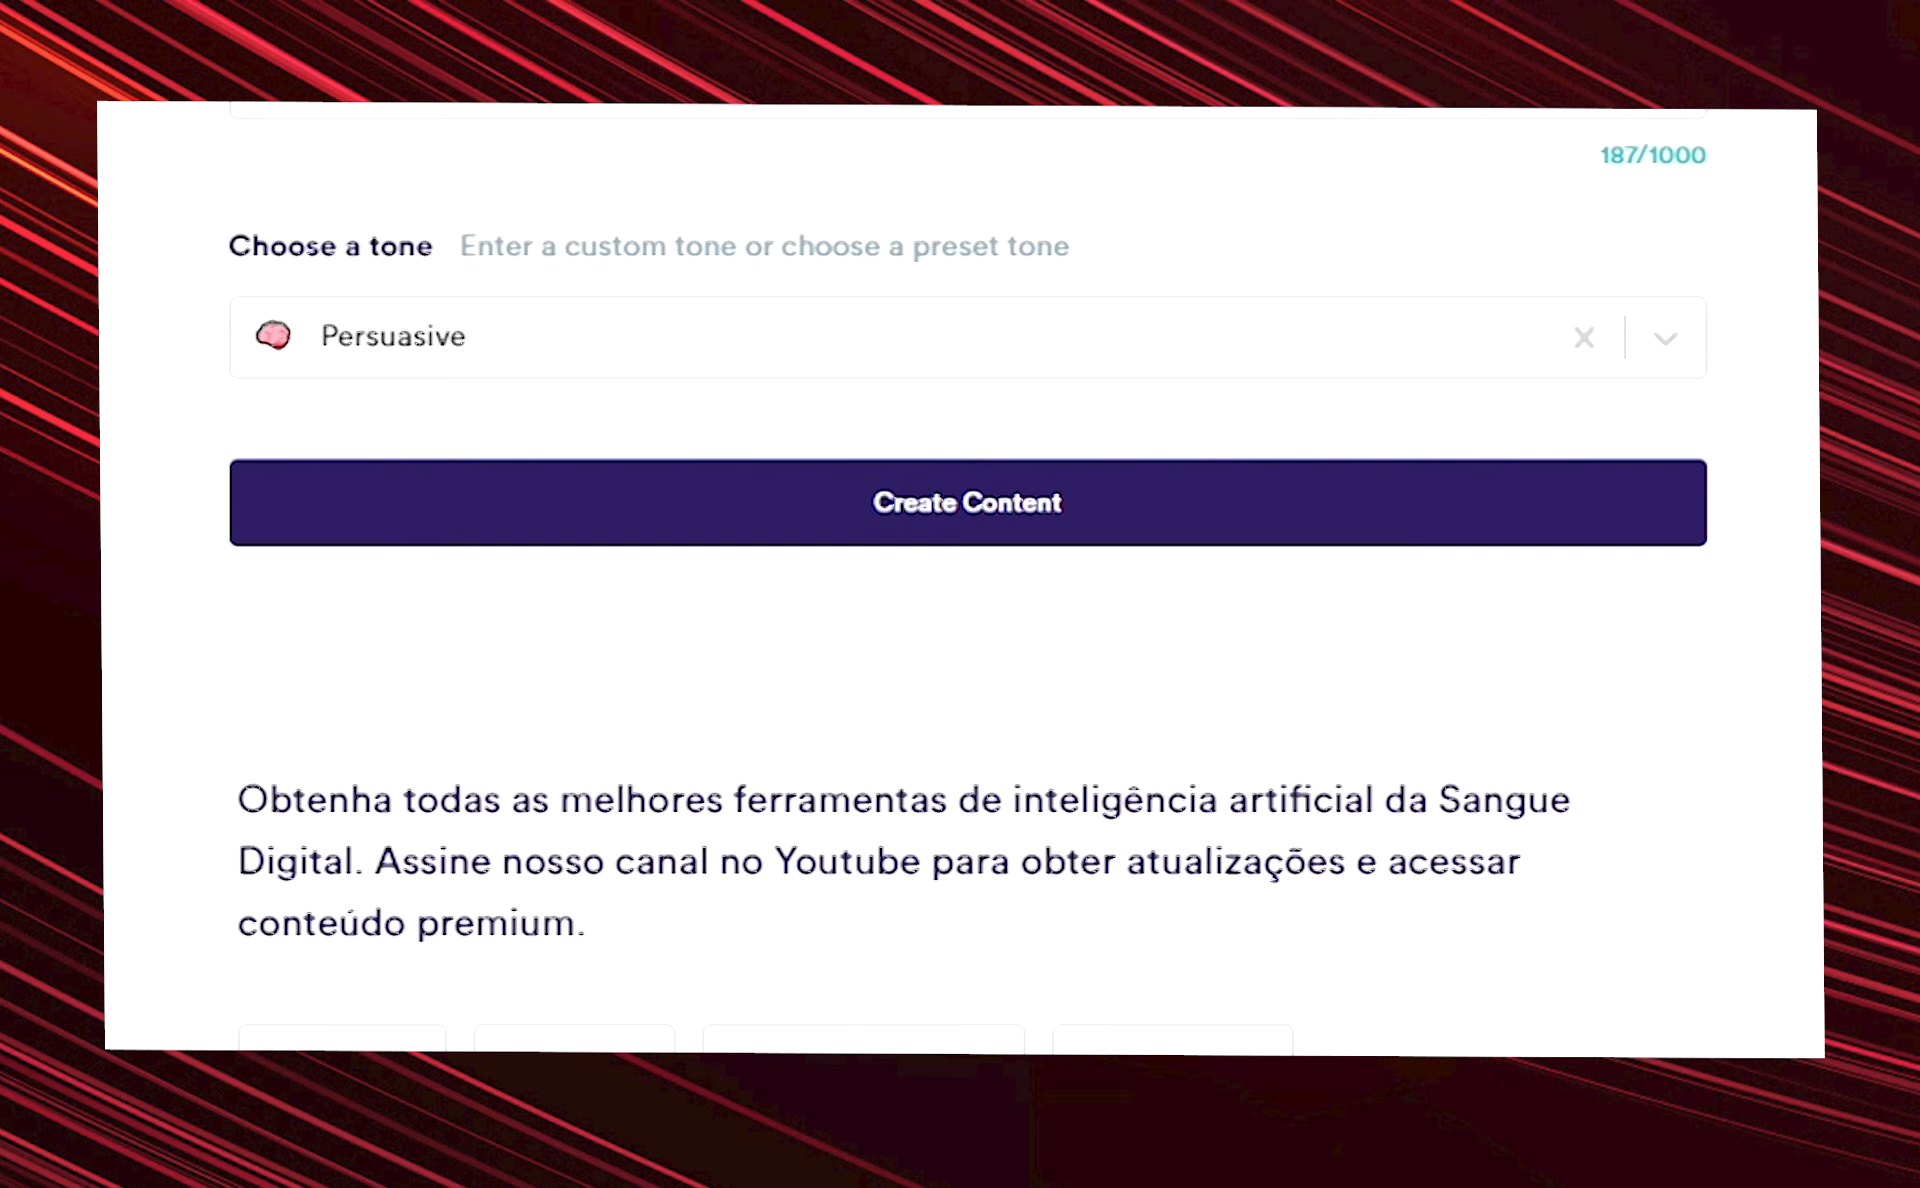 187/1000
Choose a tone Enter a custom tone or choose a preset tone
Persuasive
Create Content
Obtenha todas as melhores ferramentas de inteligência artificial da Sangue
Digital. Assine nosso canal no Youtube para obter atualizações e acessar
conteúdo premium.